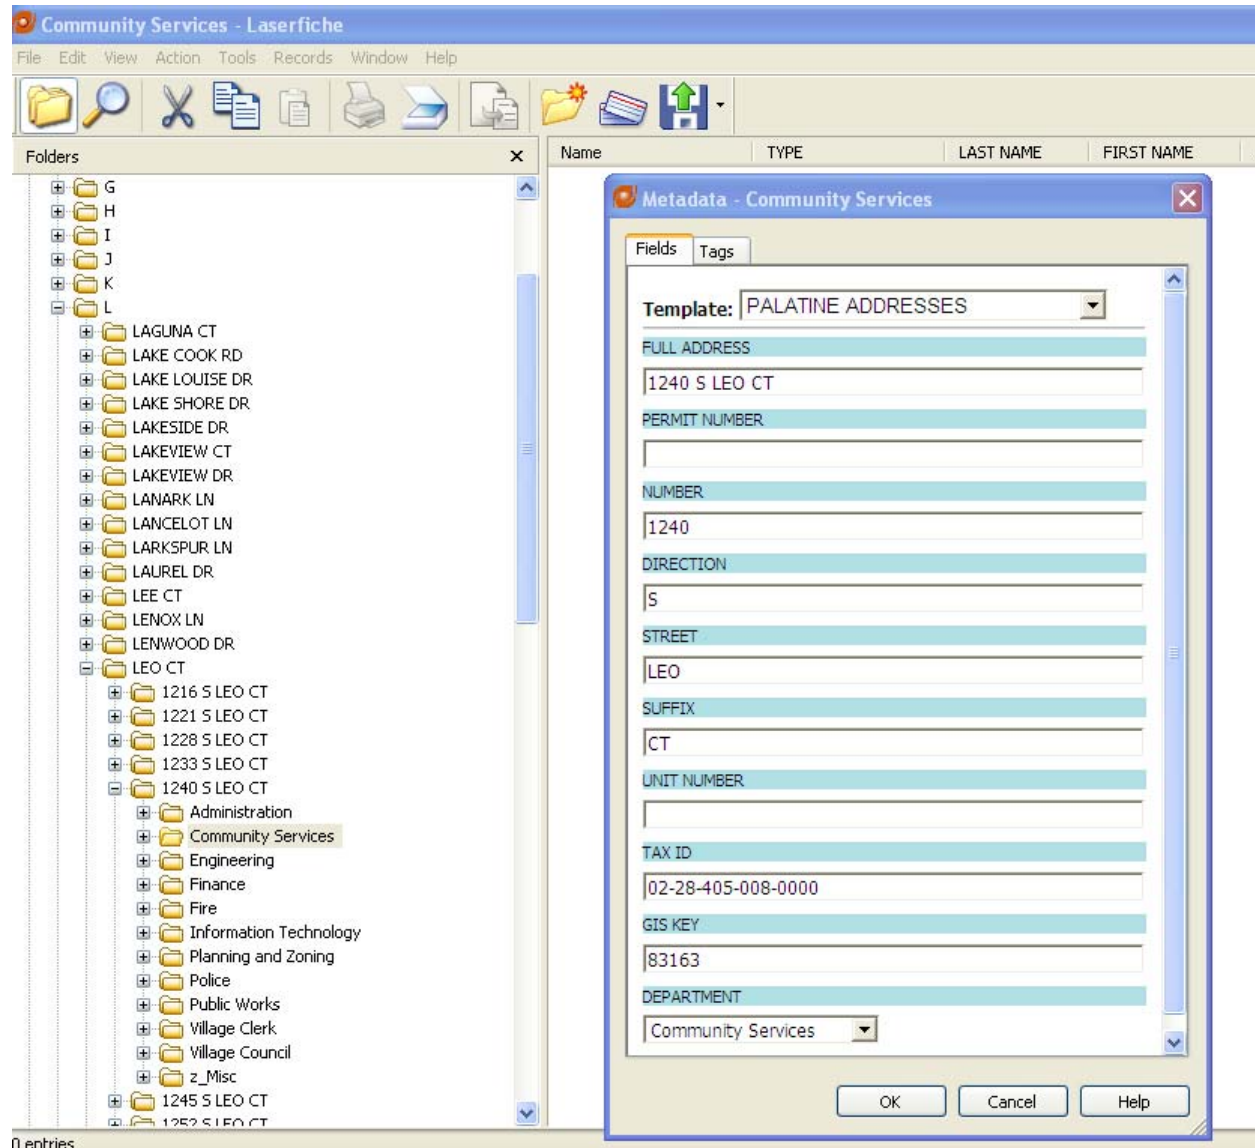 Community Services - Laserfiche
File Edit View Action Tools Records Window Help
Folders
Name TYPE LAST NAME FIRST NAME
G
H
I
J
K
L
LAGUNA CT
LAKE COOK RD
LAKE LOUISE DR
LAKE SHORE DR
LAKESIDE DR
LAKEVIEW CT
LAKEVIEW DR
LANARK LN
LANCELOT LN
LARKSPUR LN
LAUREL DR
LEE CT
LENOX LN
LENWOOD DR
LEO CT
1216 S LEO CT
1221 S LEO CT
1228 S LEO CT
1233 S LEO CT
1240 S LEO CT
Administration
Community Services
Engineering
Finance
Fire
Information Technology
Planning and Zoning
Police
Public Works
Village Clerk
Village Council
z_Misc
1245 S LEO CT
1252 S LEO CT
0 entries
Metadata - Community Services
Fields Tags
Template: PALATINE ADDRESSES
FULL ADDRESS
1240 S LEO CT
PERMIT NUMBER
NUMBER
1240
DIRECTION
S
STREET
LEO
SUFFIX
CT
UNIT NUMBER
TAX ID
02-28-405-008-0000
GIS KEY
83163
DEPARTMENT
Community Services
OK Cancel Help